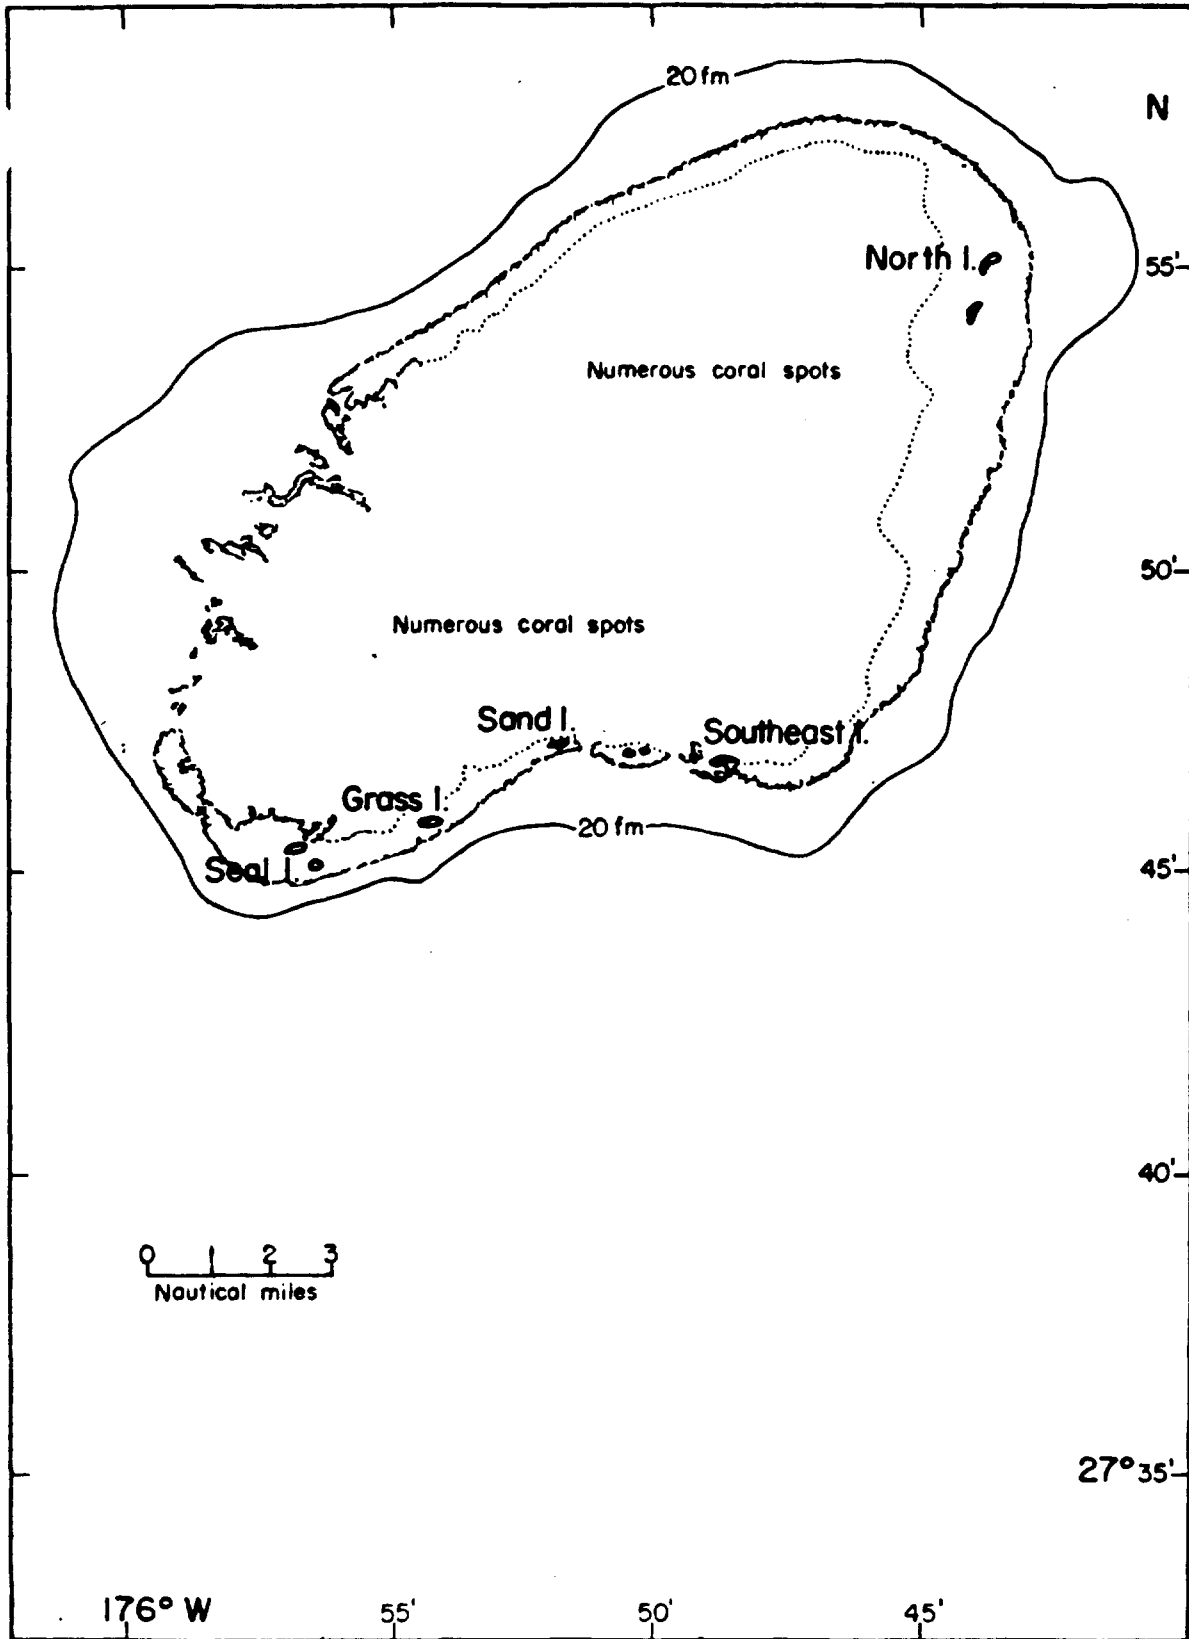 20 fm
N
North I.
55'
Numerous coral spots
50'
Numerous coral spots
Sand I.
Southeast I.
Grass I.
20 fm
Seal I.
45'
40'
0 1 2 3
Nautical miles
27° 35'
176° W 55' 50' 45'